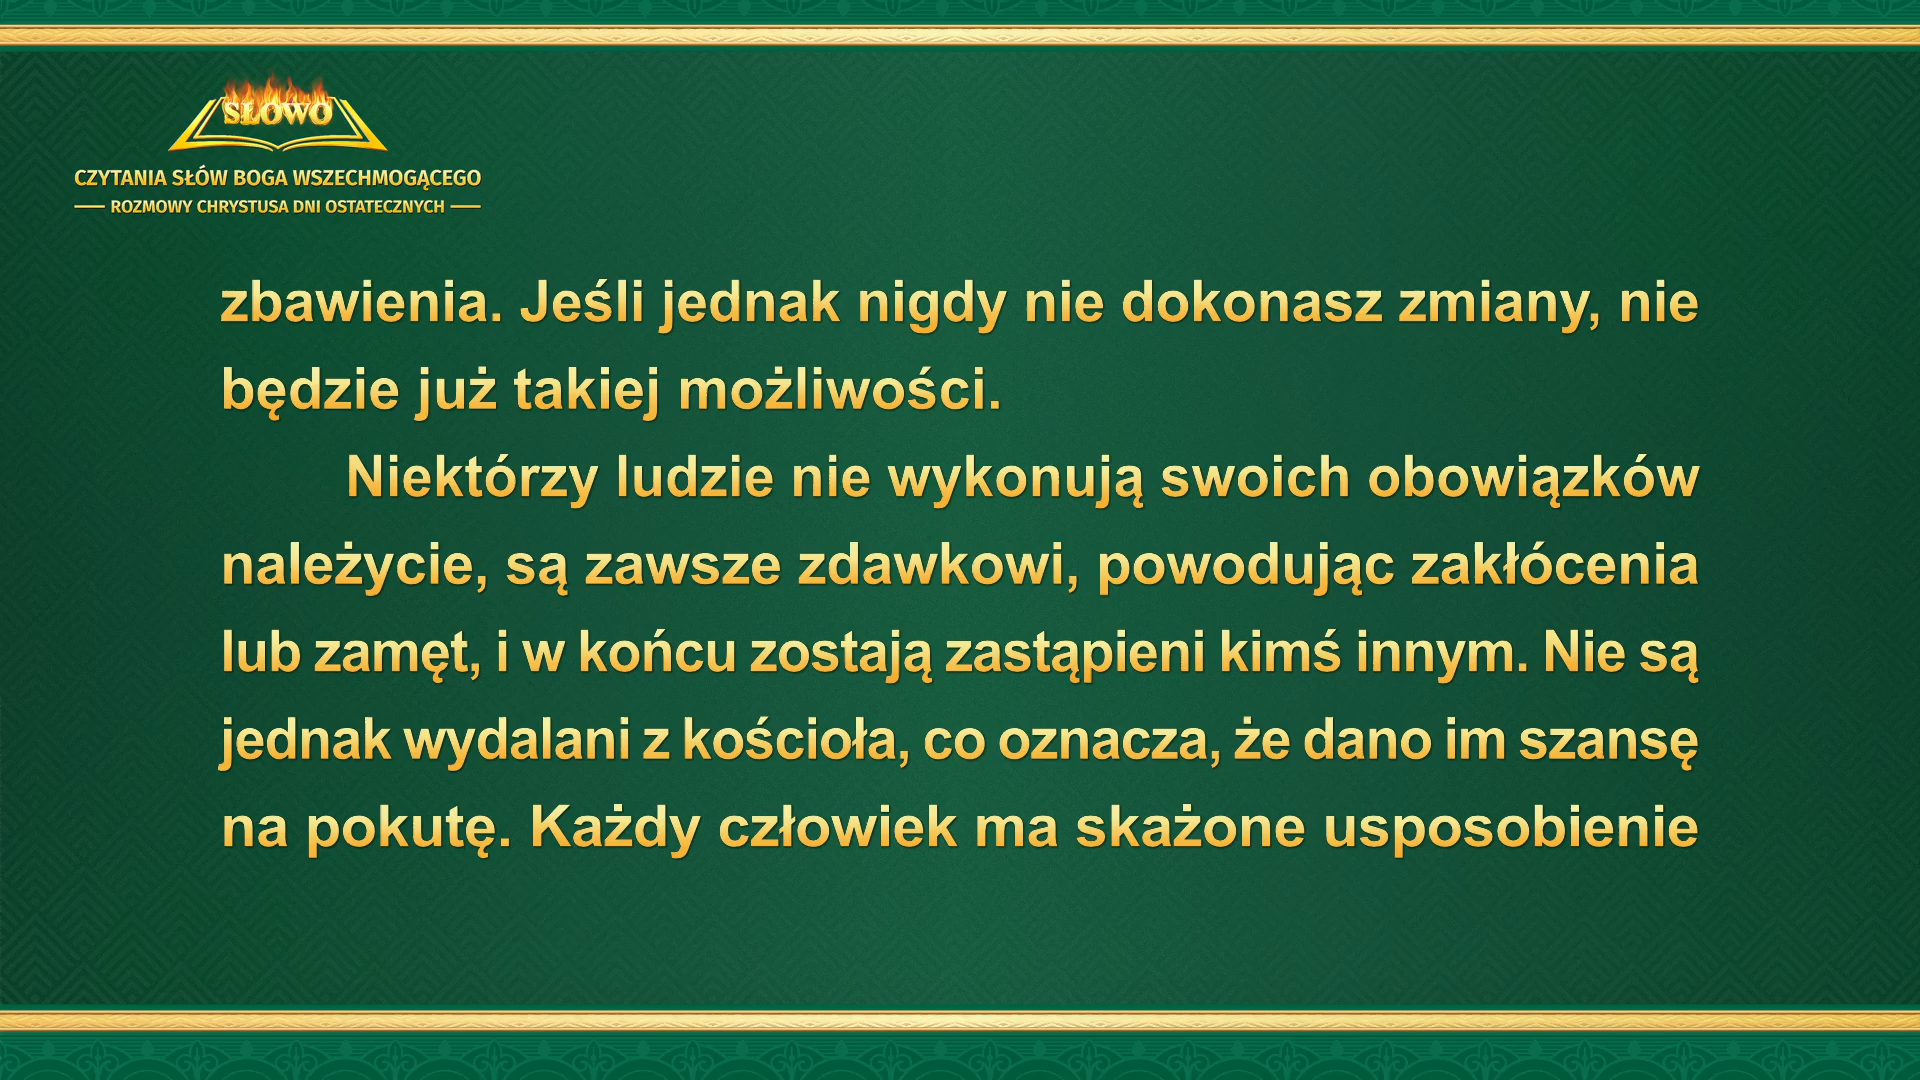 SŁOWO
CZYTANIA SŁÓW BOGA WSZECHMOGĄCEGO
ROZMOWY CHRYSTUSA DNI OSTATECZNYCH
zbawienia. Jeśli jednak nigdy nie dokonasz zmiany, nie
będzie już takiej możliwości.
Niektórzy ludzie nie wykonują swoich obowiązków
należycie, są zawsze zdawkowi, powodując zakłócenia
lub zamęt, i w końcu zostają zastąpieni kimś innym. Nie są
jednak wydalani z kościoła, co oznacza, że dano im szansę
na pokutę. Każdy człowiek ma skażone usposobienie